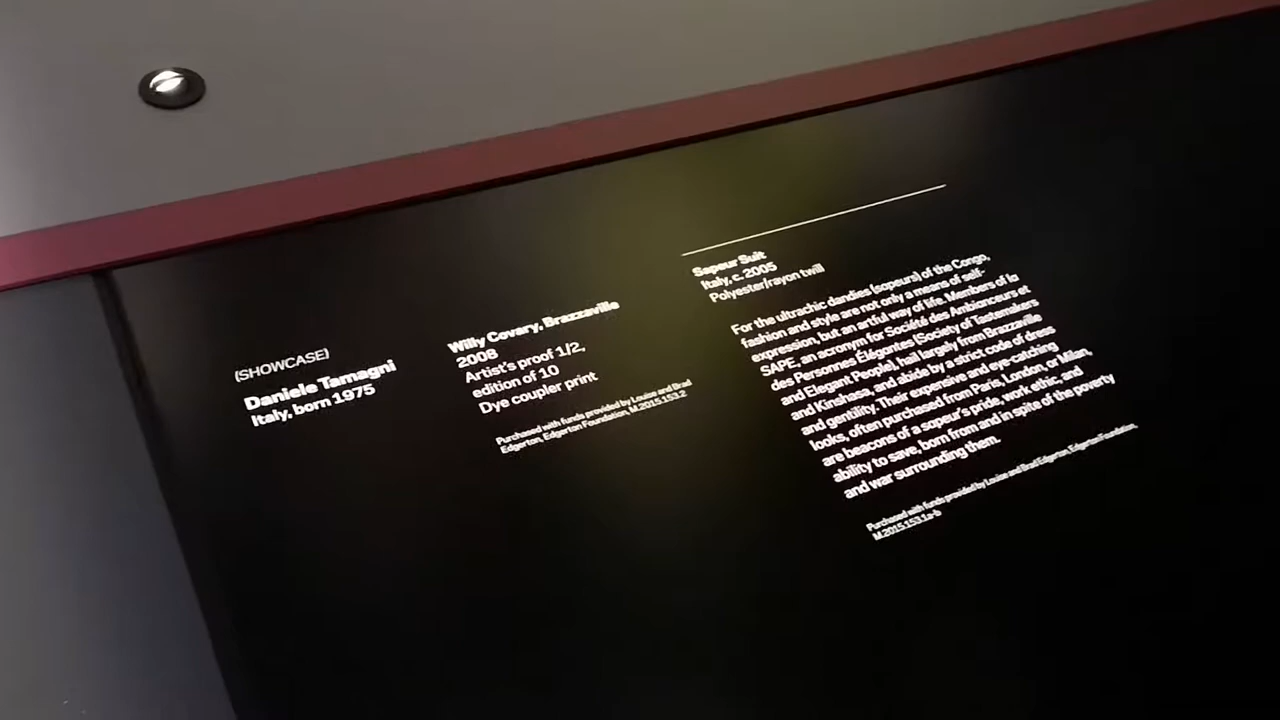 (SHOWCASE)
Daniele Tamagni
Italy, born 1975
Willy Covary, Brazzaville
2008
Artist's proof 1/2,
edition of 10
Dye coupler print
Purchased with funds provided by Louise and Brad
Edgerton, Edgerton Foundation, M.2015.153.2
Sapeur Suit
Italy, c. 2005
Polyester/rayon twill
For the ultrachic dandies (sapeurs) of the Congo,
fashion and style are not only a means of self-
expression, but an artful way of life. Members of la
SAPE, an acronym for Société des Ambianceurs et
des Personnes Élégantes (Society of Tastemakers
and Elegant People), hail largely from Brazzaville
and Kinshasa, and abide by a strict code of dress
and gentility. Their expensive and eye-catching
looks, often purchased from Paris, London, or Milan,
are beacons of a sapeur's pride, work ethic, and
ability to save, born from and in spite of the poverty
and war surrounding them.
Purchased with funds provided by Louise and Brad Edgerton, Edgerton Foundation,
M.2015.153.1a-b